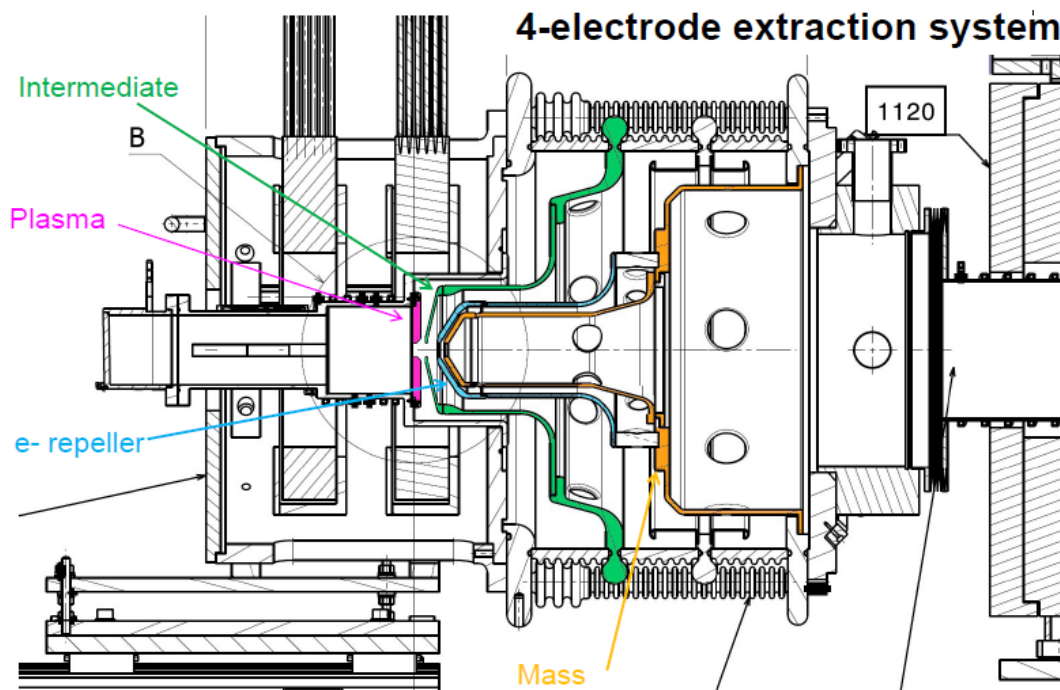 4-electrode extraction system
Intermediate
1120
B
Plasma
e- repeller
Mass